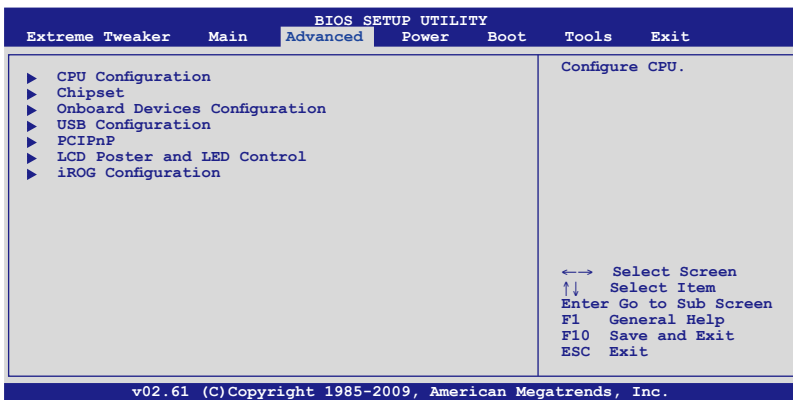 BIOS SETUP UTILITY
Extreme Tweaker Main Advanced Power Boot Tools Exit
CPU Configuration
Chipset
Onboard Devices Configuration
USB Configuration
PCIPnP
LCD Poster and LED Control
iROG Configuration
Configure CPU.
←→ Select Screen
↑↓ Select Item
Enter Go to Sub Screen
F1 General Help
F10 Save and Exit
ESC Exit
v02.61 (C)Copyright 1985-2009, American Megatrends, Inc.